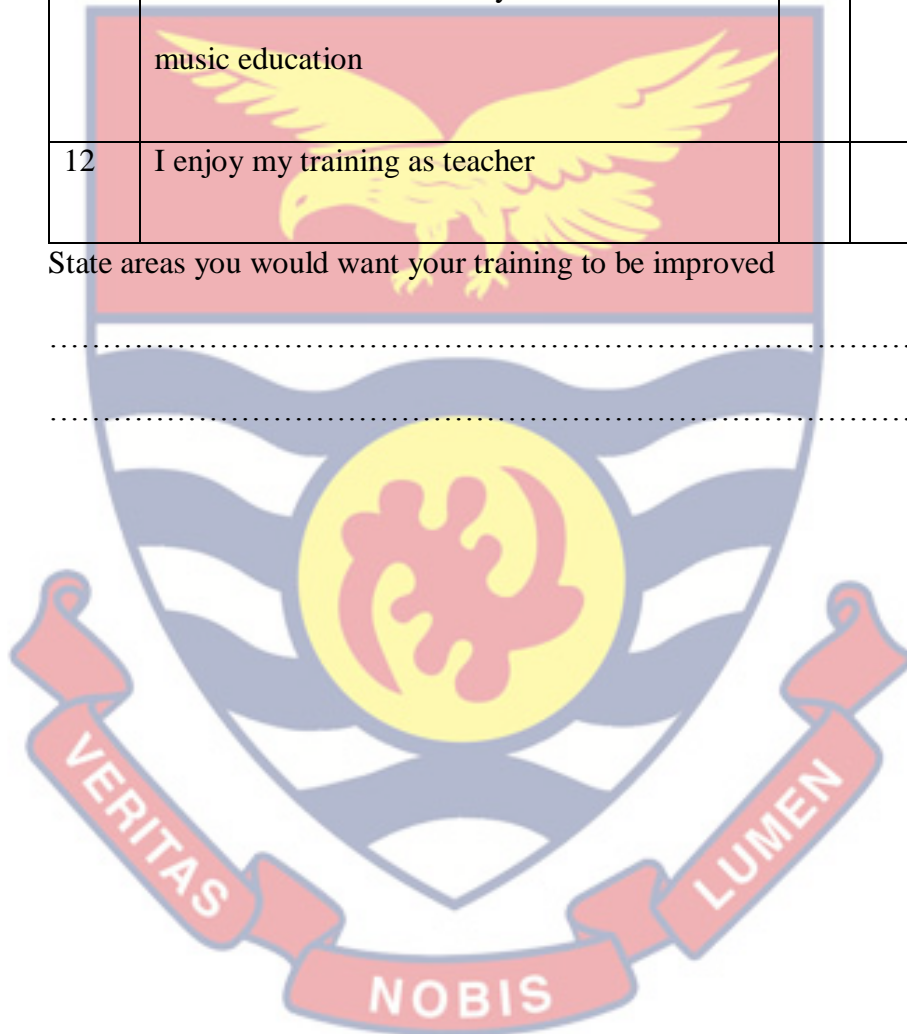 music education
12 I enjoy my training as teacher
State areas you would want your training to be improved
……………………………………………………………………
……………………………………………………………………
VERITAS
NOBIS
LUMEN